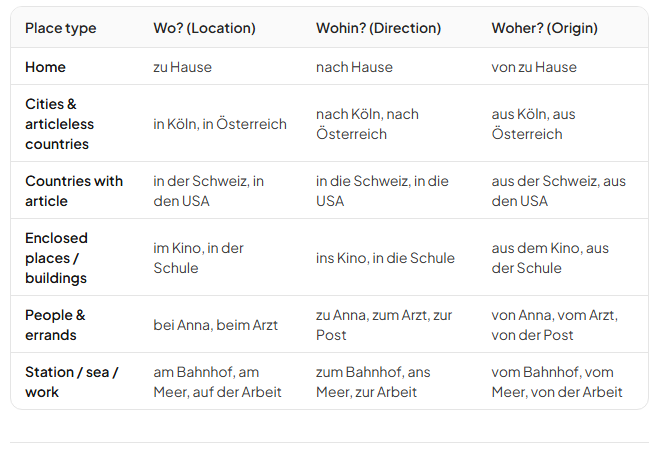 Place type Wo? (Location) Wohin? (Direction) Woher? (Origin)
Home zu Hause nach Hause von zu Hause
Cities &
articleless
countries
in Köln, in Österreich
nach Köln, nach
Österreich
aus Köln, aus
Österreich
Countries with
article
in der Schweiz, in
den USA
in die Schweiz, in die
USA
aus der Schweiz, aus
den USA
Enclosed
places /
buildings
im Kino, in der
Schule
ins Kino, in die Schule
aus dem Kino, aus
der Schule
People &
errands
bei Anna, beim Arzt
zu Anna, zum Arzt, zur
Post
von Anna, vom Arzt,
von der Post
Station / sea /
work
am Bahnhof, am
Meer, auf der Arbeit
zum Bahnhof, ans
Meer, zur Arbeit
vom Bahnhof, vom
Meer, von der Arbeit